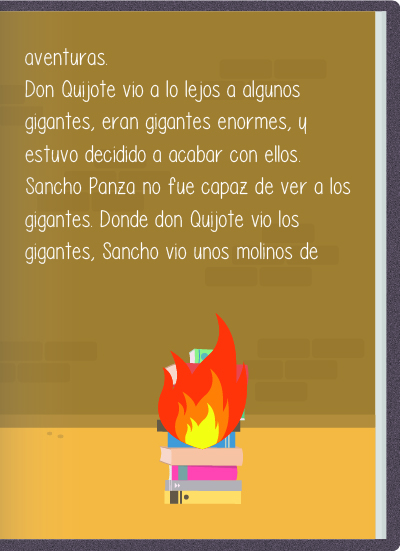 aventuras.
Don Quijote vio a lo lejos a algunos
gigantes, eran gigantes enormes, y
estuvo decidido a acabar con ellos.
Sancho Panza no fue capaz de ver a los
gigantes. Donde don Quijote vio los
gigantes, Sancho vio unos molinos de